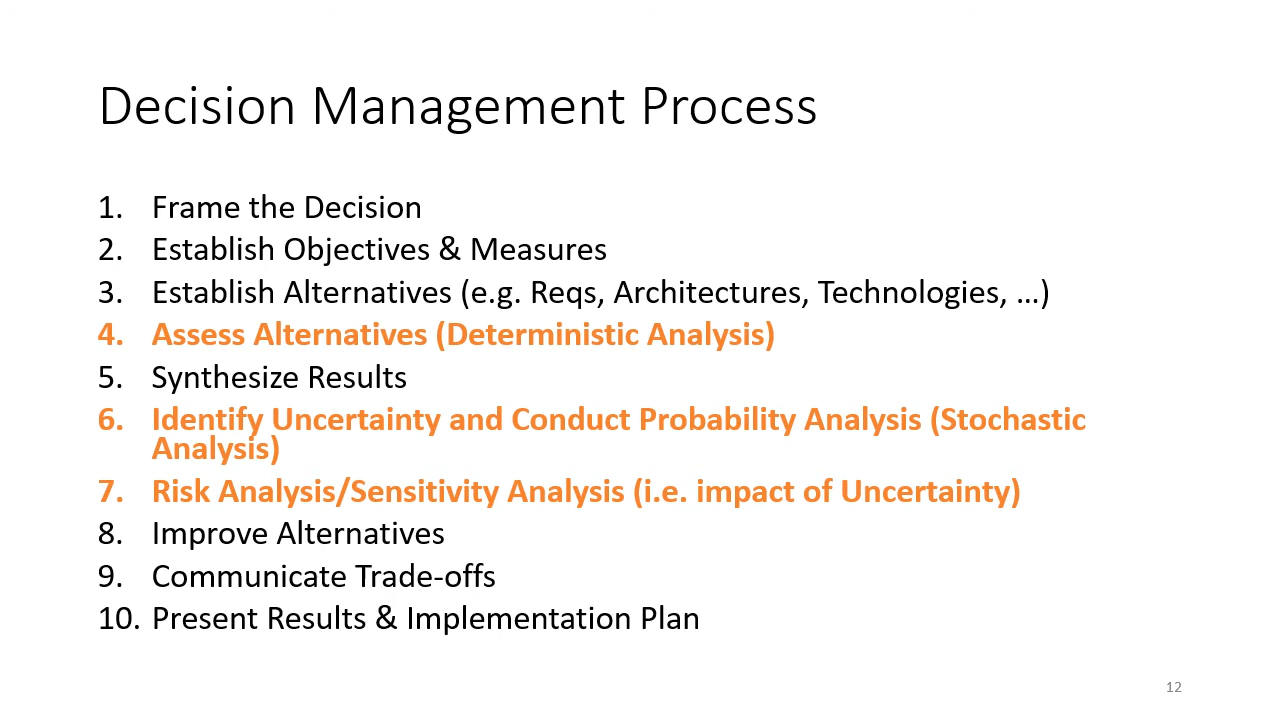 Decision Management Process
1. Frame the Decision
2. Establish Objectives & Measures
3. Establish Alternatives (e.g. Reqs, Architectures, Technologies, …)
4. Assess Alternatives (Deterministic Analysis)
5. Synthesize Results
6. Identify Uncertainty and Conduct Probability Analysis (Stochastic
Analysis)
7. Risk Analysis/Sensitivity Analysis (i.e. impact of Uncertainty)
8. Improve Alternatives
9. Communicate Trade-offs
10. Present Results & Implementation Plan
12